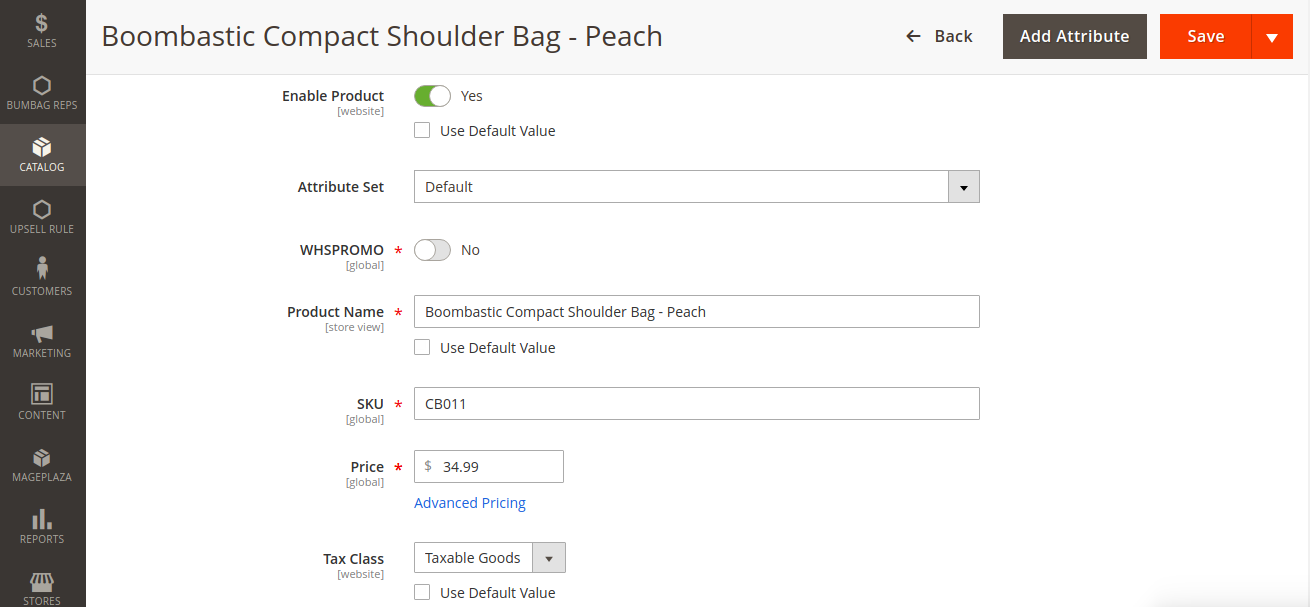 Boombastic Compact Shoulder Bag - Peach
Back
Add Attribute
Save
SALES
BUMBAG REPS
CATALOG
UPSELL RULE
CUSTOMERS
MARKETING
CONTENT
MAGEPLAZA
REPORTS
STORES
Enable Product
[website]
Yes
Use Default Value
Attribute Set
Default
WHSPROMO *
[global]
No
Product Name *
[store view]
Boombastic Compact Shoulder Bag - Peach
Use Default Value
SKU *
[global]
CB011
Price *
[global]
$ 34.99
Advanced Pricing
Tax Class
[website]
Taxable Goods
Use Default Value